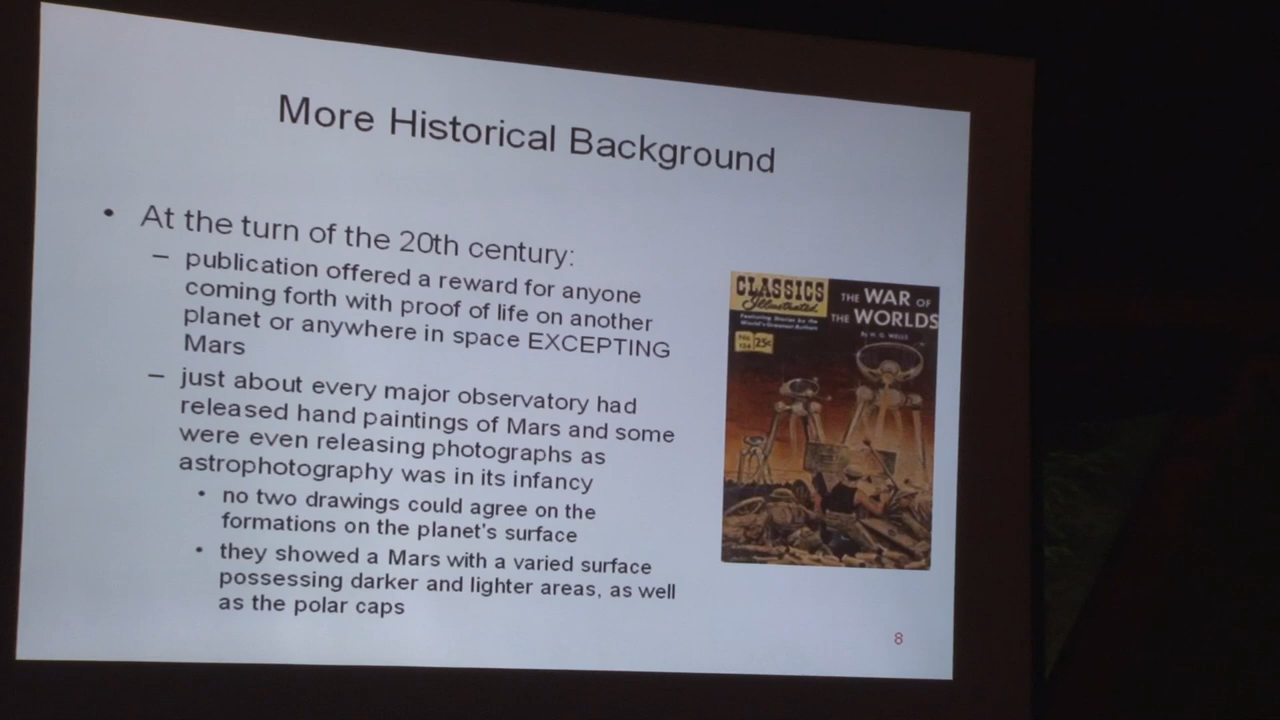 More Historical Background
• At the turn of the 20th century:
– publication offered a reward for anyone
coming forth with proof of life on another
planet or anywhere in space EXCEPTING
Mars
– just about every major observatory had
released hand paintings of Mars and some
were even releasing photographs as
astrophotography was in its infancy
• no two drawings could agree on the
formations on the planet's surface
• they showed a Mars with a varied surface
possessing darker and lighter areas, as well
as the polar caps
CLASSICS
Illustrated
Featuring Stories by the
World's Greatest Authors
NO.
124 25c
THE WAR OF
THE WORLDS
By H. G. WELLS
8